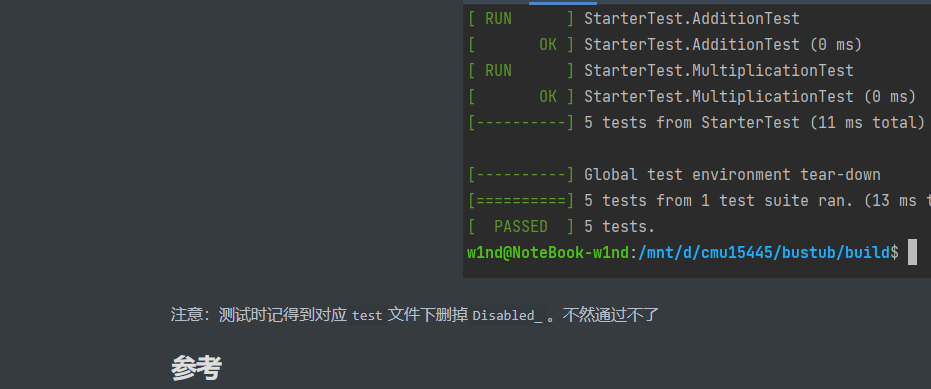 [ RUN      ] StarterTest.AdditionTest
[       OK ] StarterTest.AdditionTest (0 ms)
[ RUN      ] StarterTest.MultiplicationTest
[       OK ] StarterTest.MultiplicationTest (0 ms)
[----------] 5 tests from StarterTest (11 ms total)
[----------] Global test environment tear-down
[==========] 5 tests from 1 test suite ran. (13 ms t
[  PASSED  ] 5 tests.
w1nd@NoteBook-w1nd:/mnt/d/cmu15445/bustub/build$
注意：测试时记得到对应 test 文件下删掉 Disabled_ 。不然通过不了
参考